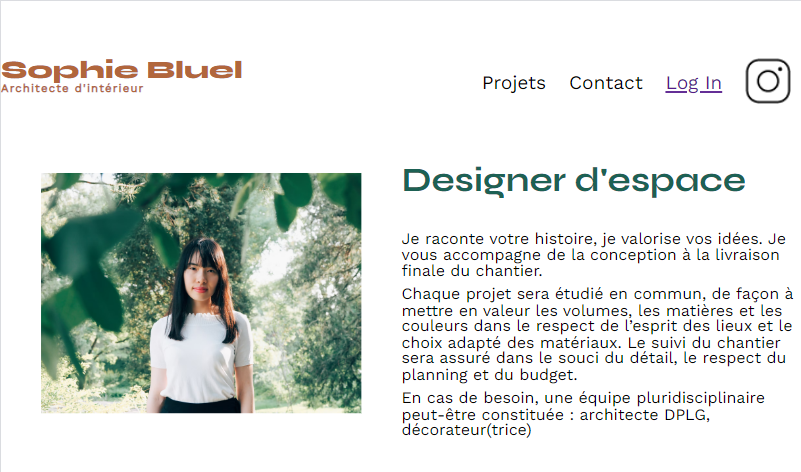 Sophie Bluel
Architecte d'intérieur
Projets Contact Log In
Designer d'espace
Je raconte votre histoire, je valorise vos idées. Je
vous accompagne de la conception à la livraison
finale du chantier.
Chaque projet sera étudié en commun, de façon à
mettre en valeur les volumes, les matières et les
couleurs dans le respect de l’esprit des lieux et le
choix adapté des matériaux. Le suivi du chantier
sera assuré dans le souci du détail, le respect du
planning et du budget.
En cas de besoin, une équipe pluridisciplinaire
peut-être constituée : architecte DPLG,
décorateur(trice)